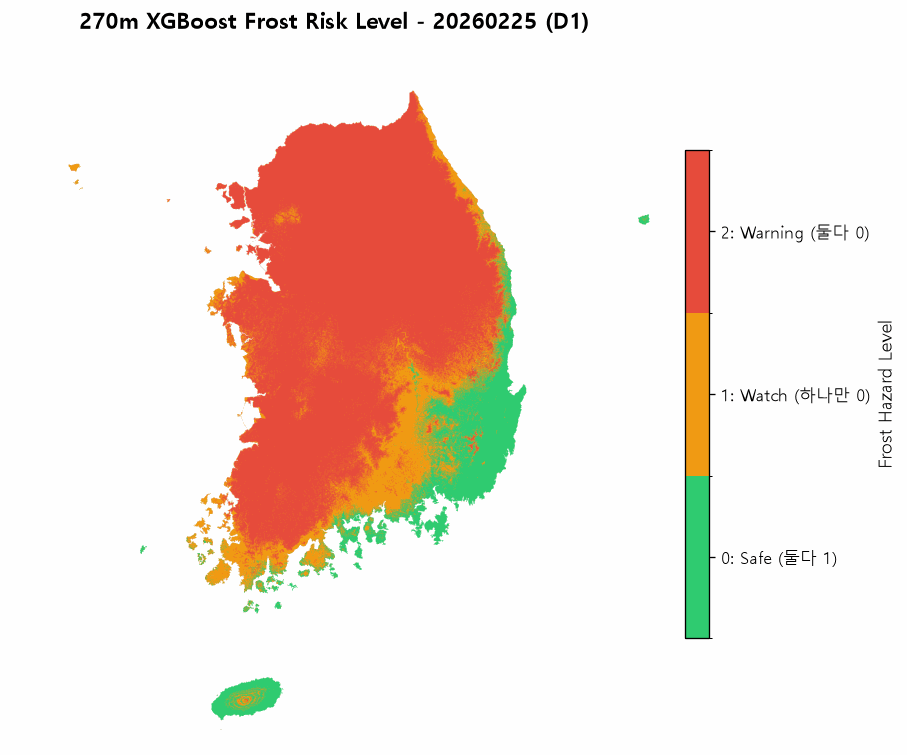 270m XGBoost Frost Risk Level - 20260225 (D1)
2: Warning (둘다 0)
1: Watch (하나만 0)
0: Safe (둘다 1)
Frost Hazard Level